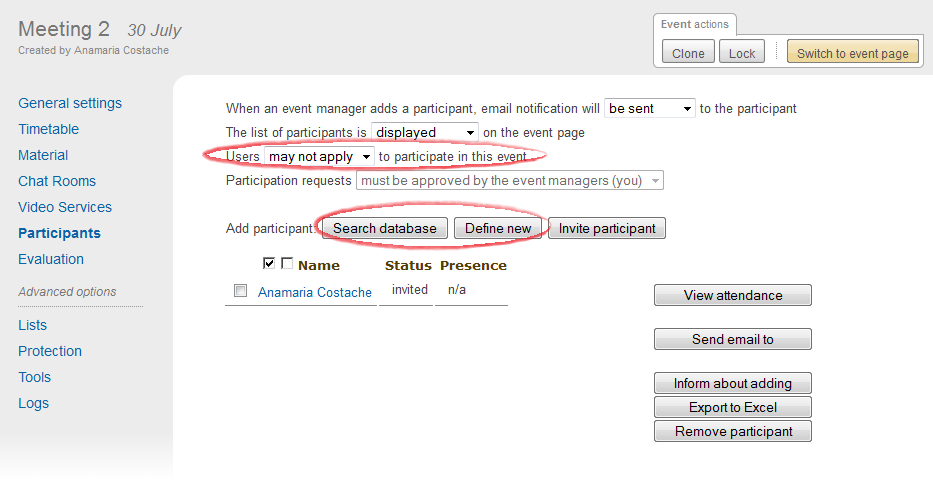 Meeting 2 30 July
Created by Anamaria Costache
Event actions
Clone Lock Switch to event page
General settings
Timetable
Material
Chat Rooms
Video Services
Participants
Evaluation
Advanced options
Lists
Protection
Tools
Logs
When an event manager adds a participant, email notification will be sent to the participant
The list of participants is displayed on the event page
Users may not apply to participate in this event
Participation requests must be approved by the event managers (you)
Add participant: Search database Define new Invite participant
Name Status Presence
Anamaria Costache invited n/a
View attendance
Send email to
Inform about adding
Export to Excel
Remove participant